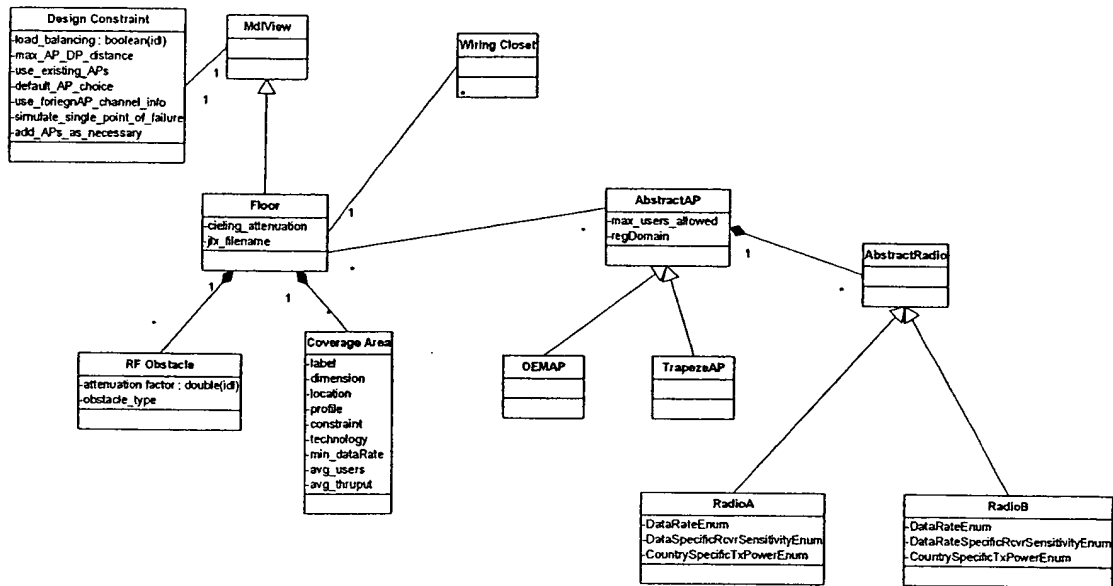 Design Constraint
-load_balancing : boolean(idl)
-max_AP_DP_distance
-use_existing_APs
-default_AP_choice
-use_foriegnAP_channel_info
-simulate_single_point_of_failure
-add_APs_as_necessary
1
1
MdlView
Wiring Closet
*
1
Floor
-cieling_attenuation
-jtx_filename
1
1
*
*
*
*
AbstractAP
-max_users_allowed
-regDomain
1
*
AbstractRadio
RF Obstacle
-attenuation factor : double(idl)
-obstacle_type
Coverage Area
-label
-dimension
-location
-profile
-constraint
-technology
-min_dataRate
-avg_users
-avg_thruput
OEMAP
TrapezeAP
RadioA
-DataRateEnum
-DataSpecificRcvrSensitivityEnum
-CountrySpecificTxPowerEnum
RadioB
-DataRateEnum
-DataRateSpecificRcvrSensitivityEnum
-CountrySpecificTxPowerEnum